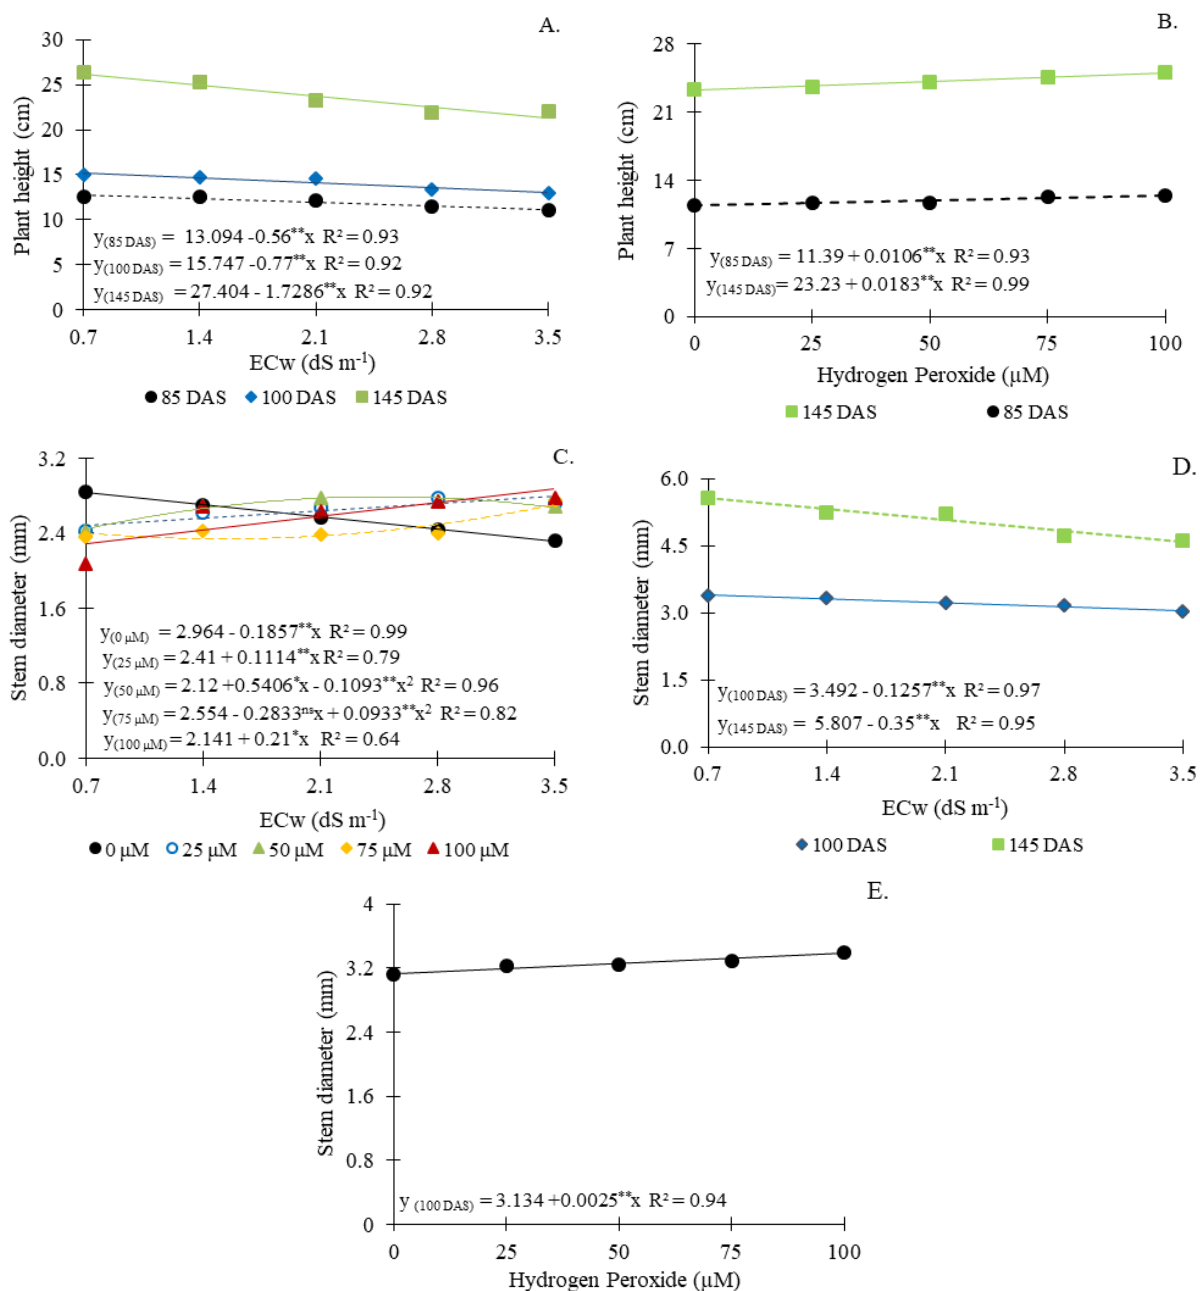 A.
30
25
20
15
10
5
0
Plant height (cm)
y(85 DAS) = 13.094 -0.56**x R² = 0.93
y(100 DAS) = 15.747 -0.77**x R² = 0.92
y(145 DAS) = 27.404 - 1.7286**x R² = 0.92
0.7 1.4 2.1 2.8 3.5
ECw (dS m⁻¹)
85 DAS 100 DAS 145 DAS
B.
28
21
14
7
0
Plant height (cm)
y(85 DAS) = 11.39 + 0.0106**x R² = 0.93
y(145 DAS)= 23.23 + 0.0183**x R² = 0.99
0 25 50 75 100
Hydrogen Peroxide (µM)
145 DAS 85 DAS
C.
3.2
2.4
1.6
0.8
0.0
Stem diameter (mm)
y(0 µM) = 2.964 - 0.1857**x R² = 0.99
y(25 µM) = 2.41 + 0.1114**x R² = 0.79
y(50 µM) = 2.12 +0.5406*x - 0.1093**x² R² = 0.96
y(75 µM) = 2.554 - 0.2833ⁿˢx + 0.0933**x² R² = 0.82
y(100 µM) = 2.141 + 0.21*x R² = 0.64
0.7 1.4 2.1 2.8 3.5
ECw (dS m⁻¹)
0 µM 25 µM 50 µM 75 µM 100 µM
D.
6.0
4.5
3.0
1.5
0.0
Stem diameter (mm)
y(100 DAS) = 3.492 - 0.1257**x R² = 0.97
y(145 DAS) = 5.807 - 0.35**x R² = 0.95
0.7 1.4 2.1 2.8 3.5
ECw (dS m⁻¹)
100 DAS 145 DAS
E.
4
3.2
2.4
1.6
0.8
0
Stem diameter (mm)
y (100 DAS) = 3.134 +0.0025**x R² = 0.94
0 25 50 75 100
Hydrogen Peroxide (µM)